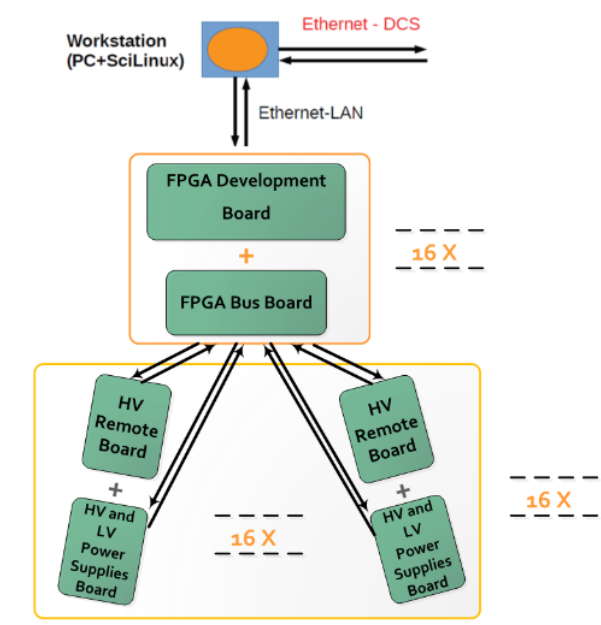 Ethernet - DCS
Workstation
(PC+SciLinux)
Ethernet-LAN
FPGA Development
Board
+
16 X
FPGA Bus Board
HV
Remote
Board
HV
Remote
Board
+
+
HV and
LV
Power
Supplies
Board
16 X
HV and
LV
Power
Supplies
Board
16 X